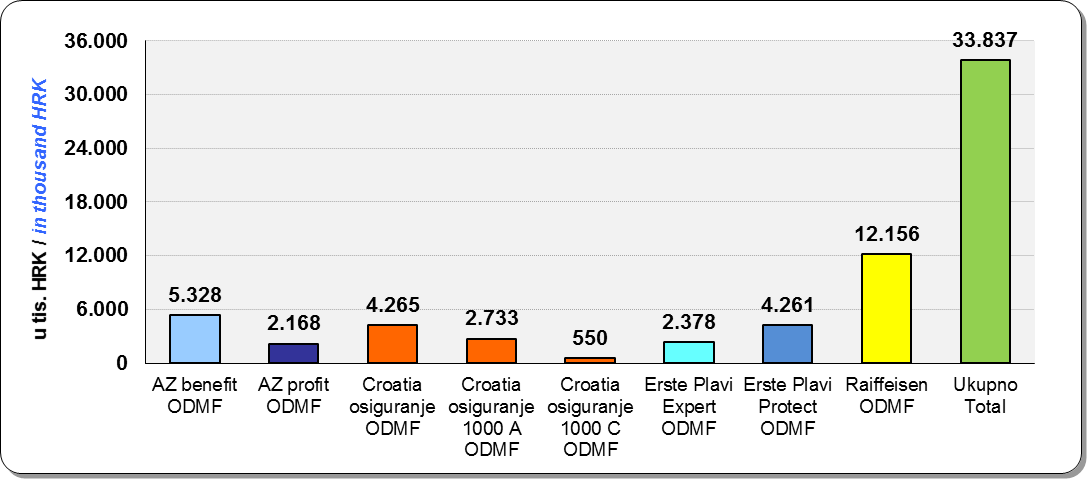 u tis. HRK / in thousand HRK
36.000
30.000
24.000
18.000
12.000
6.000
0
5.328
2.168
4.265
2.733
550
2.378
4.261
12.156
33.837
AZ benefit
ODMF
AZ profit
ODMF
Croatia
osiguranje
ODMF
Croatia
osiguranje
1000 A
ODMF
Croatia
osiguranje
1000 C
ODMF
Erste Plavi
Expert
ODMF
Erste Plavi
Protect
ODMF
Raiffeisen
ODMF
Ukupno
Total